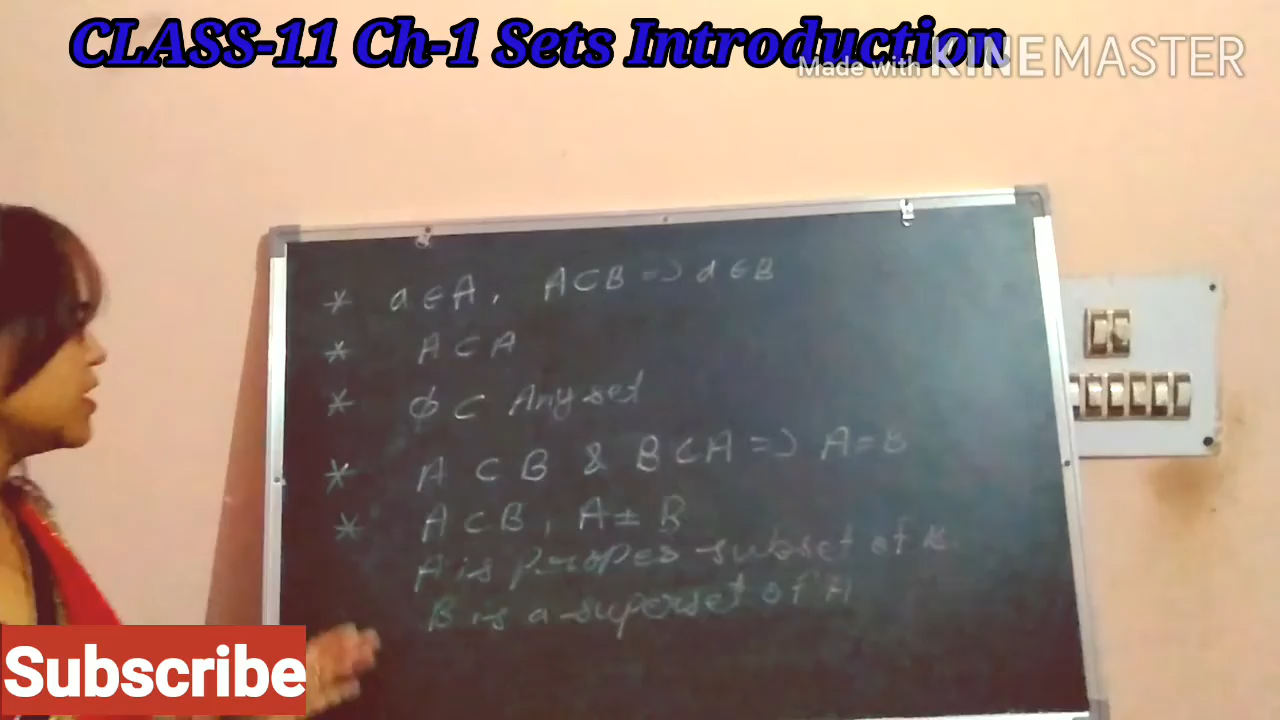 CLASS-11 Ch-1 Sets Introduction
Made with KINEMASTER
* a ∈ A, A ⊂ B => a ∈ B
* A ⊂ A
* ϕ ⊂ Any set
* A ⊂ B & B ⊂ A => A = B
* A ⊂ B, A ≠ B
A is proper subset of B.
B is a superset of A
Subscribe